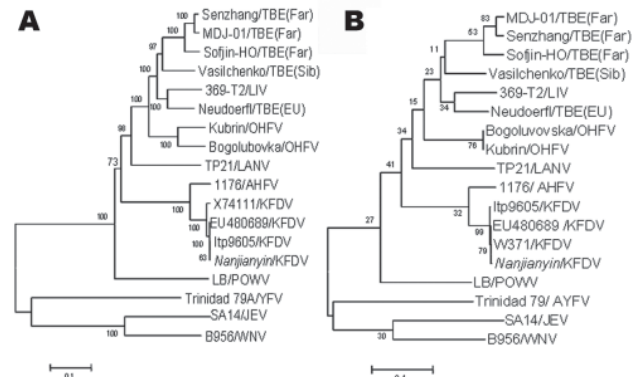 A
100
Senzhang/TBE(Far)
100
MDJ-01/TBE(Far)
97
Sofjin-HO/TBE(Far)
Vasilchenko/TBE(Sib)
100
100
369-T2/LIV
100
Neudoerfl/TBE(EU)
98
Kubrin/OHFV
100
Bogolubovka/OHFV
73
TP21/LANV
1176/AHFV
100
X74111/KFDV
100
EU480689/KFDV
100
Itp9605/KFDV
63
Nanjianyin/KFDV
100
LB/POWV
Trinidad 79A/YFV
SA14/JEV
100
B956/WNV
0.1
B
83
MDJ-01/TBE(Far)
63
Senzhang/TBE(Far)
11
Sofjin-HO/TBE(Far)
Vasilchenko/TBE(Sib)
23
369-T2/LIV
34
Neudoerfl/TBE(EU)
15
Bogoluvovska/OHFV
76
Kubrin/OHFV
34
TP21/LANV
41
1176/ AHFV
32
Itp9605/KFDV
99
EU480689 /KFDV
W371/KFDV
79
Nanjianyin/KFDV
27
LB/POWV
Trinidad 79/ AYFV
SA14/JEV
30
B956/WNV